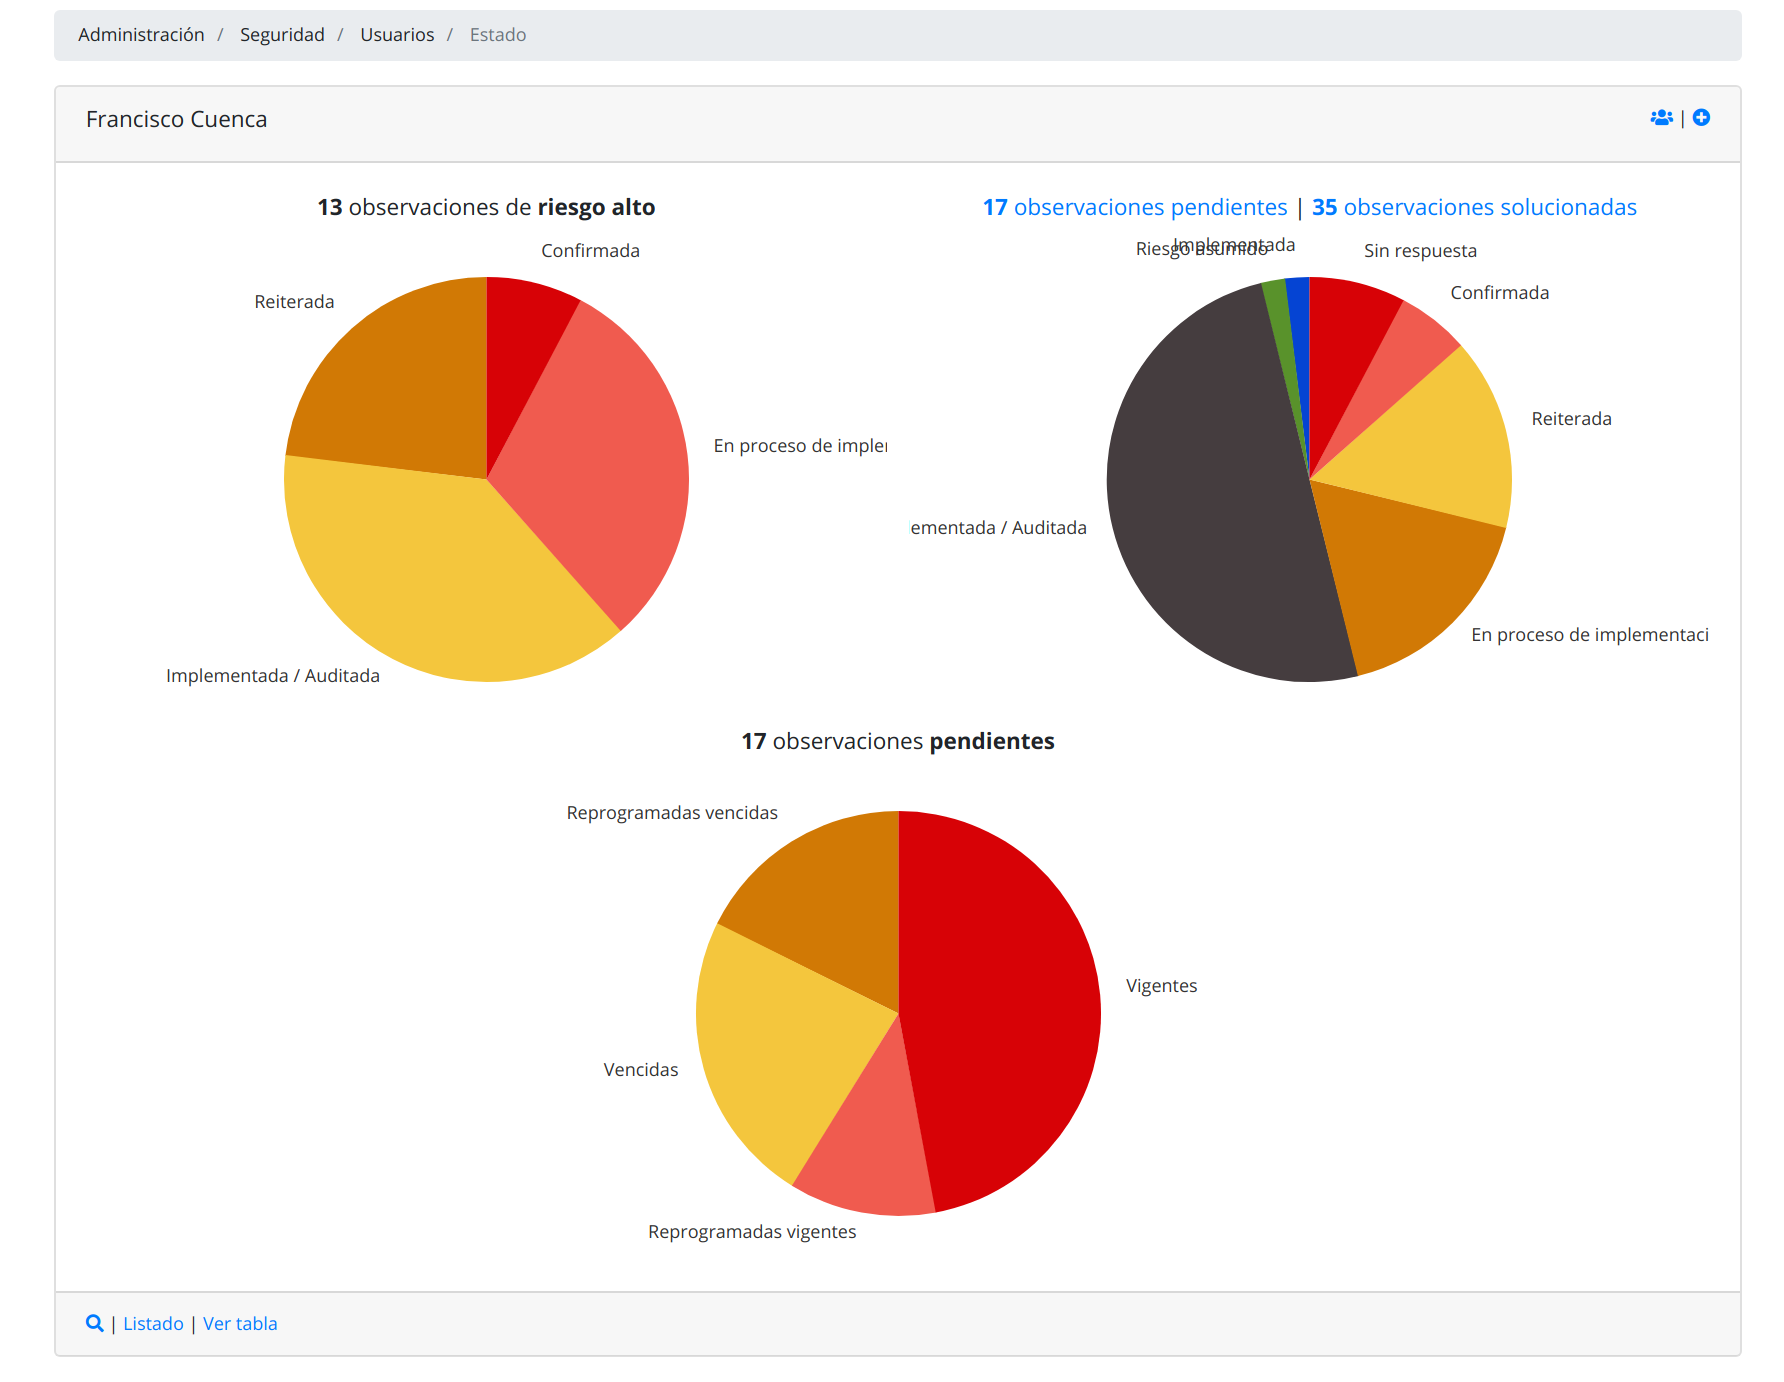 Administración / Seguridad / Usuarios / Estado
Francisco Cuenca
|
13 observaciones de riesgo alto
Confirmada
Reiterada
En proceso de implei
Implementada / Auditada
17 observaciones pendientes | 35 observaciones solucionadas
Riesgo asumido
Implementada
Sin respuesta
Confirmada
Reiterada
ementada / Auditada
En proceso de implementaci
17 observaciones pendientes
Reprogramadas vencidas
Vigentes
Vencidas
Reprogramadas vigentes
| Listado | Ver tabla